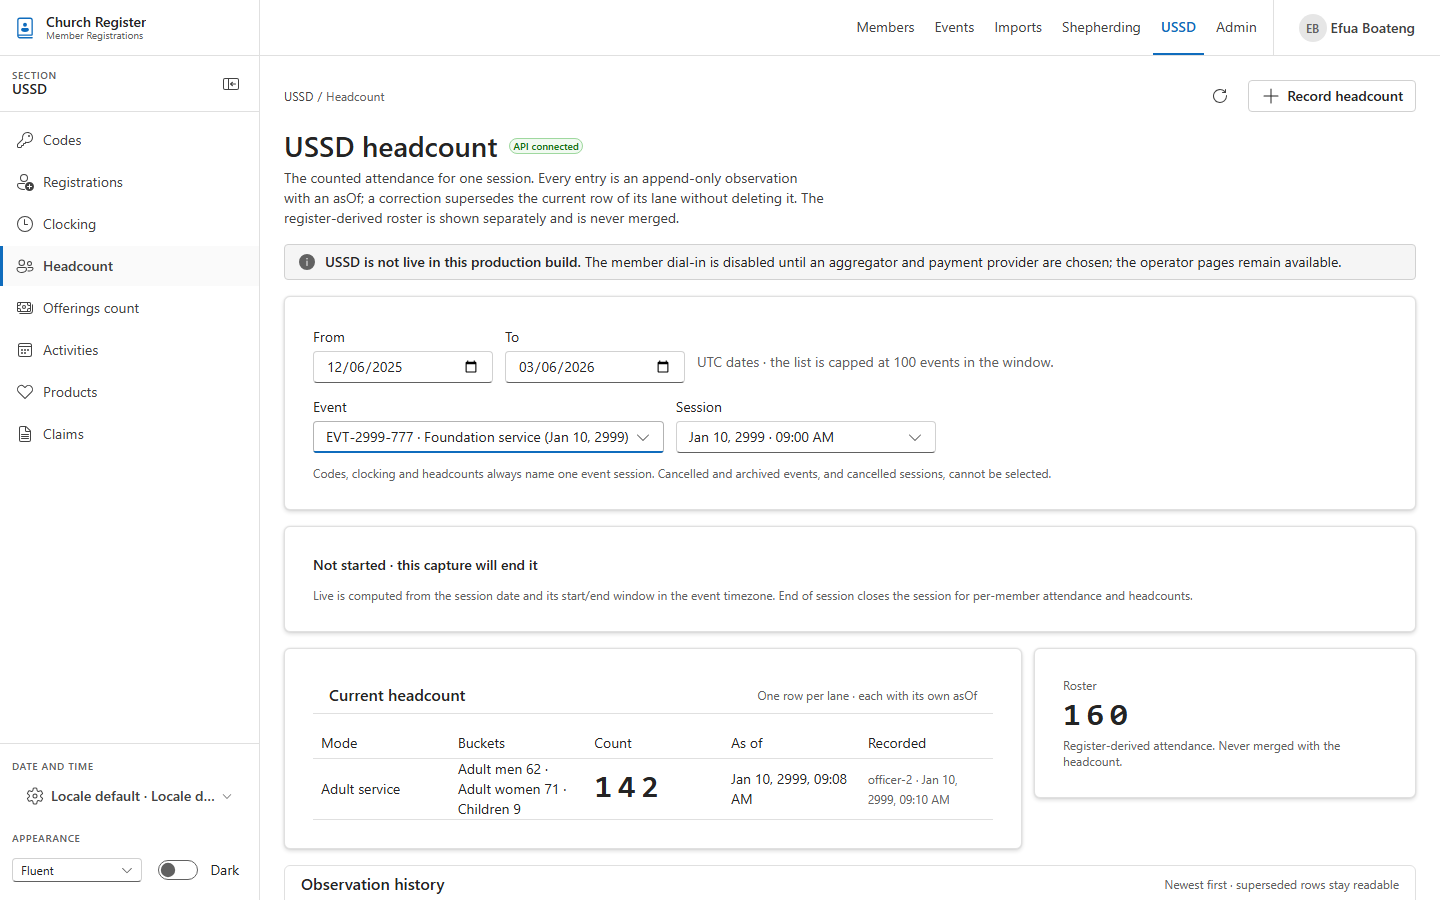 Church Register
Member Registrations
Members
Events
Imports
Shepherding
USSD
Admin
EB
Efua Boateng
SECTION
USSD
Codes
Registrations
Clocking
Headcount
Offerings count
Activities
Products
Claims
DATE AND TIME
Locale default · Locale d...
APPEARANCE
Fluent
Dark
USSD / Headcount
Record headcount
USSD headcount
API connected
The counted attendance for one session. Every entry is an append-only observation
with an asOf; a correction supersedes the current row of its lane without deleting it. The
register-derived roster is shown separately and is never merged.
USSD is not live in this production build. The member dial-in is disabled until an aggregator and payment provider are chosen; the operator pages remain available.
From
To
12/06/2025
03/06/2026
UTC dates · the list is capped at 100 events in the window.
Event
Session
EVT-2999-777 · Foundation service (Jan 10, 2999)
Jan 10, 2999 · 09:00 AM
Codes, clocking and headcounts always name one event session. Cancelled and archived events, and cancelled sessions, cannot be selected.
Not started · this capture will end it
Live is computed from the session date and its start/end window in the event timezone. End of session closes the session for per-member attendance and headcounts.
Current headcount
One row per lane · each with its own asOf
Mode
Buckets
Count
As of
Recorded
Adult service
Adult men 62 ·
Adult women 71 ·
Children 9
142
Jan 10, 2999, 09:08
AM
officer-2 · Jan 10,
2999, 09:10 AM
Roster
160
Register-derived attendance. Never merged with the
headcount.
Observation history
Newest first · superseded rows stay readable